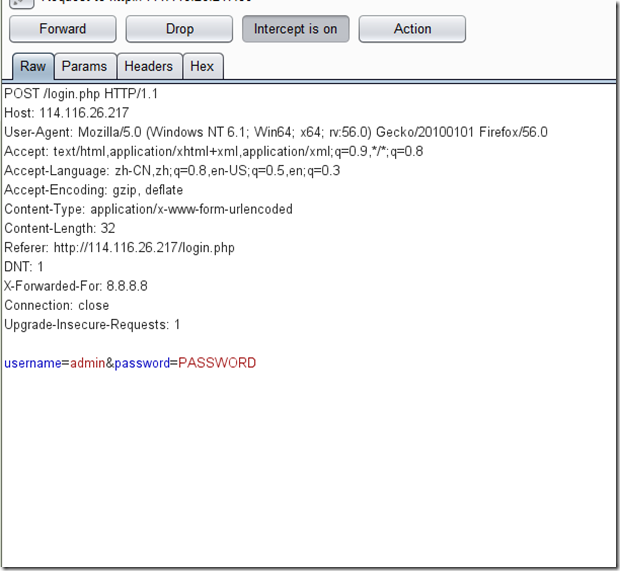 Forward Drop Intercept is on Action
Raw Params Headers Hex
POST /login.php HTTP/1.1
Host: 114.116.26.217
User-Agent: Mozilla/5.0 (Windows NT 6.1; Win64; x64; rv:56.0) Gecko/20100101 Firefox/56.0
Accept: text/html,application/xhtml+xml,application/xml;q=0.9,*/*;q=0.8
Accept-Language: zh-CN,zh;q=0.8,en-US;q=0.5,en;q=0.3
Accept-Encoding: gzip, deflate
Content-Type: application/x-www-form-urlencoded
Content-Length: 32
Referer: http://114.116.26.217/login.php
DNT: 1
X-Forwarded-For: 8.8.8.8
Connection: close
Upgrade-Insecure-Requests: 1
username=admin&password=PASSWORD